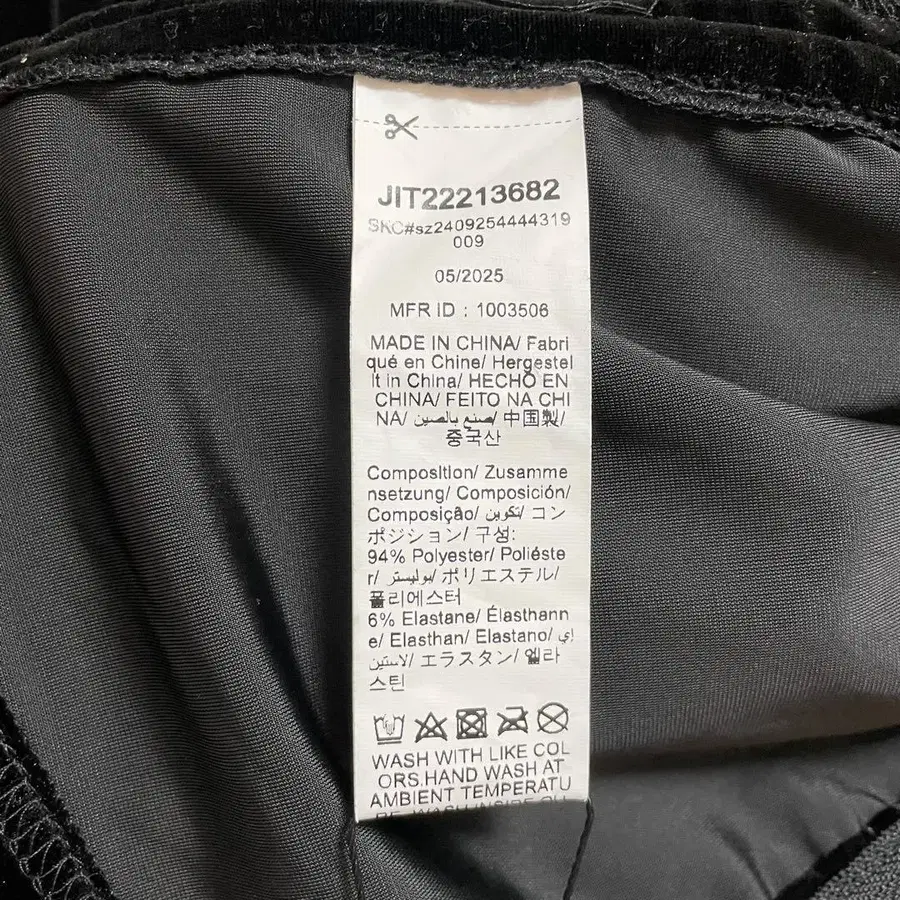 JIT22213682
SKC#sz2409254444319
009
05/2025
MFR ID : 1003506
MADE IN CHINA/ Fabri
qué en Chine/ Hergestel
lt in China/ HECHO EN
CHINA/ FEITO NA CHI
NA/ صنع بالصين/ 中国製/
중국산
Composition/ Zusamme
nsetzung/ Composición/
Composição/ تكوين/ コン
ポジション/ 구성:
94% Polyester/ Poliéste
r/ بوليستر/ ポリエステル/
폴리에스터
6% Elastane/ Élasthann
e/ Elasthan/ Elastano/ إي
لاستين/ エラスタン/ 엘라
스틴
WASH WITH LIKE COL
ORS.HAND WASH AT
AMBIENT TEMPERATU
RE. WASH INSIDE OU